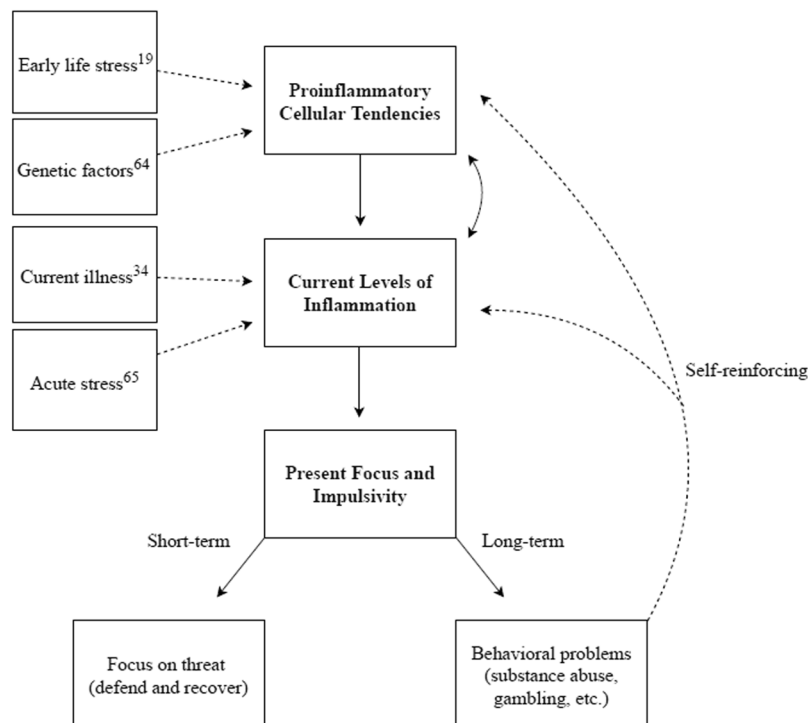 Early life stress19
Proinflammatory
Cellular Tendencies
Genetic factors64
Current illness34
Current Levels of
Inflammation
Acute stress65
Self-reinforcing
Present Focus and
Impulsivity
Short-term
Long-term
Focus on threat
(defend and recover)
Behavioral problems
(substance abuse,
gambling, etc.)